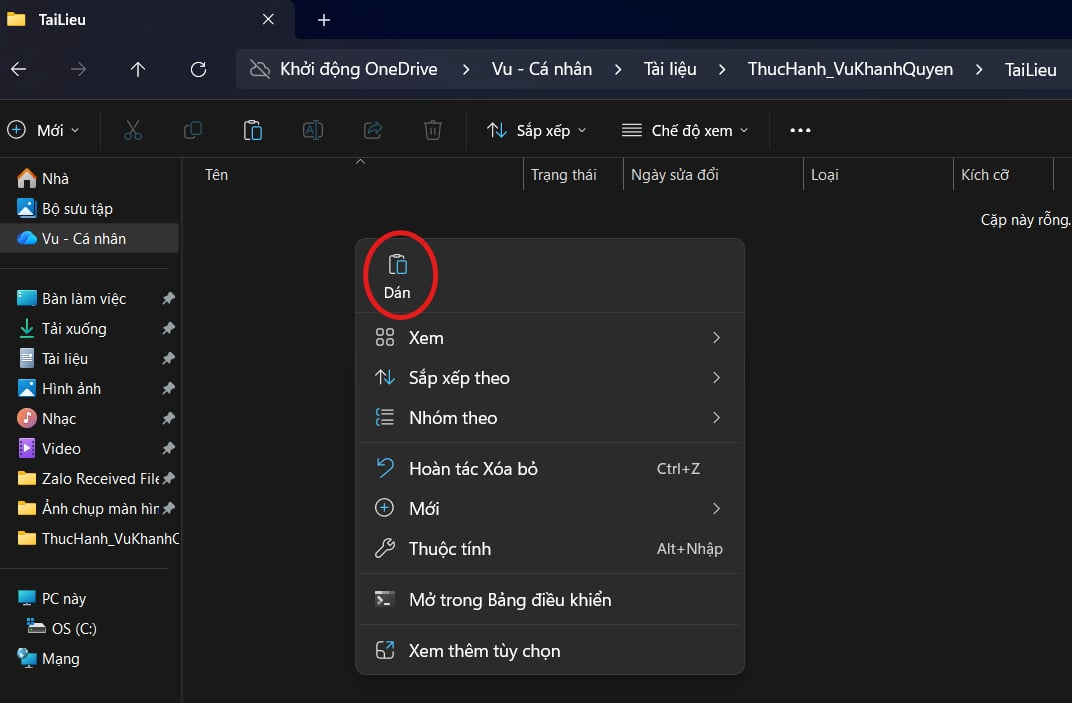 TaiLieu
Khởi động OneDrive > Vu - Cá nhân > Tài liệu > ThucHanh_VuKhanhQuyen > TaiLieu
Mới Sắp xếp Chế độ xem
Tên Trạng thái Ngày sửa đổi Loại Kích cỡ
Cặp này rỗng.
Nhà
Bộ sưu tập
Vu - Cá nhân
Bàn làm việc
Tải xuống
Tài liệu
Hình ảnh
Nhạc
Video
Zalo Received File
Ảnh chụp màn hìn
ThucHanh_VuKhanhQ
PC này
OS (C:)
Mạng
Dán
Xem
Sắp xếp theo
Nhóm theo
Hoàn tác Xóa bỏ Ctrl+Z
Mới
Thuộc tính Alt+Nhập
Mở trong Bảng điều khiển
Xem thêm tùy chọn